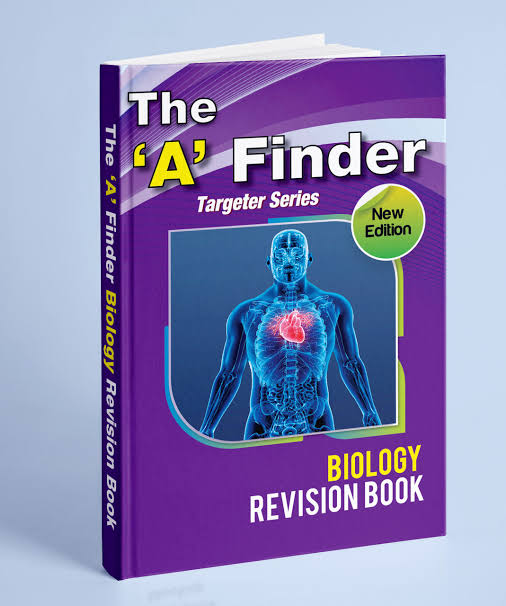 The
'A' Finder
Targeter Series
New
Edition
BIOLOGY
REVISION BOOK
The 'A' Finder Biology Revision Book